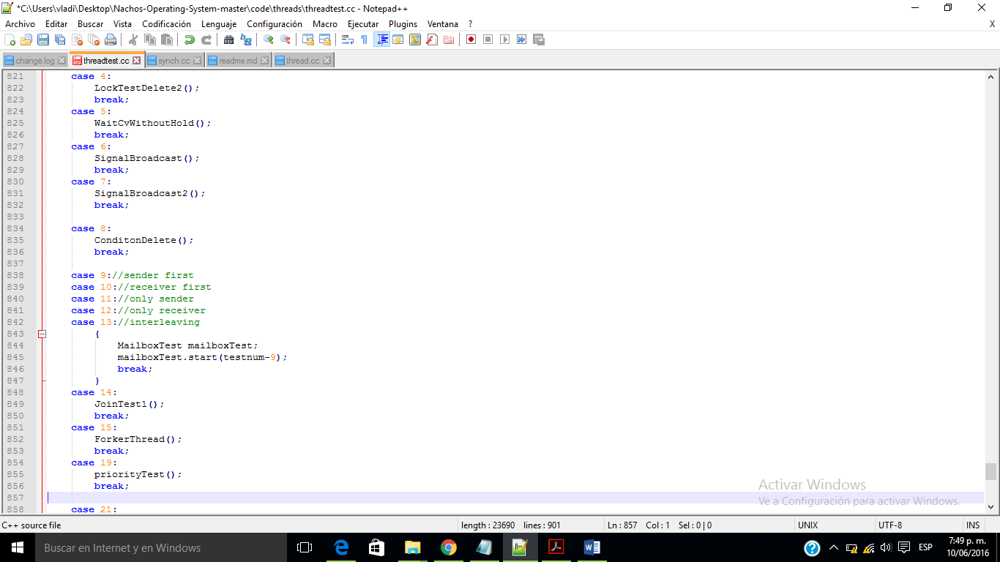 *C:\Users\vladi\Desktop\Nachos-Operating-System-master\code\threads\threadtest.cc - Notepad++
Archivo Editar Buscar Vista Codificación Lenguaje Configuración Macro Ejecutar Plugins Ventana ? X
change.log threadtest.cc synch.cc readme.md thread.cc
821 case 4:
822 LockTestDelete2();
823 break;
824 case 5:
825 WaitCvWithoutHold();
826 break;
827 case 6:
828 SignalBroadcast();
829 break;
830 case 7:
831 SignalBroadcast2();
832 break;
833
834 case 8:
835 ConditonDelete();
836 break;
837
838 case 9://sender first
839 case 10://receiver first
840 case 11://only sender
841 case 12://only receiver
842 case 13://interleaving
843 {
844 MailboxTest mailboxTest;
845 mailboxTest.start(testnum-9);
846 break;
847 }
848 case 14:
849 JoinTest1();
850 break;
851 case 15:
852 ForkerThread();
853 break;
854 case 19:
855 priorityTest();
856 break;
857
858 case 21:
Activar Windows
Ve a Configuración para activar Windows.
C++ source file length : 23690 lines : 901 Ln : 857 Col : 1 Sel : 0 | 0 UNIX UTF-8 INS
Buscar en Internet y en Windows ESP 7:49 p. m.
10/06/2016